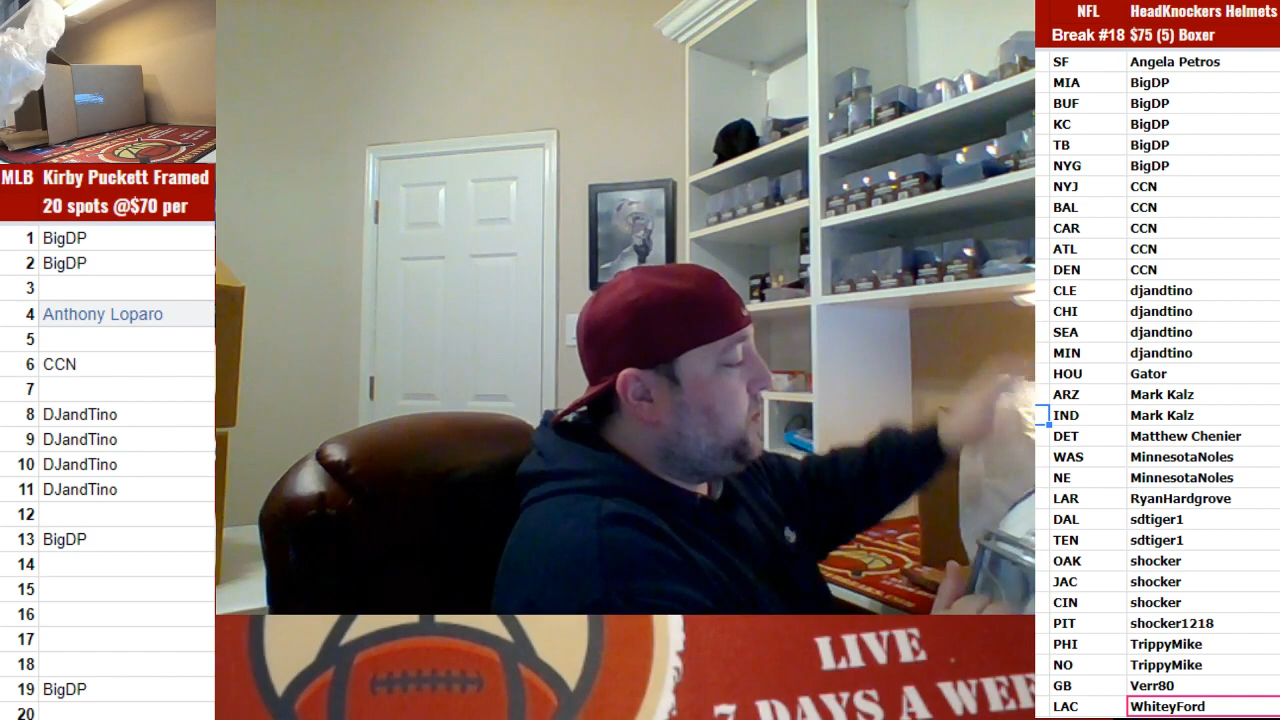 MLB Kirby Puckett Framed
20 spots @$70 per
1 BigDP
2 BigDP
3
4 Anthony Loparo
5
6 CCN
7
8 DJandTino
9 DJandTino
10 DJandTino
11 DJandTino
12
13 BigDP
14
15
16
17
18
19 BigDP
20
LIVE
7 DAYS A WEE
NFL HeadKnockers Helmets
Break #18 $75 (5) Boxer
SF Angela Petros
MIA BigDP
BUF BigDP
KC BigDP
TB BigDP
NYG BigDP
NYJ CCN
BAL CCN
CAR CCN
ATL CCN
DEN CCN
CLE djandtino
CHI djandtino
SEA djandtino
MIN djandtino
HOU Gator
ARZ Mark Kalz
IND Mark Kalz
DET Matthew Chenier
WAS MinnesotaNoles
NE MinnesotaNoles
LAR RyanHardgrove
DAL sdtiger1
TEN sdtiger1
OAK shocker
JAC shocker
CIN shocker
PIT shocker1218
PHI TrippyMike
NO TrippyMike
GB Verr80
LAC WhiteyFord